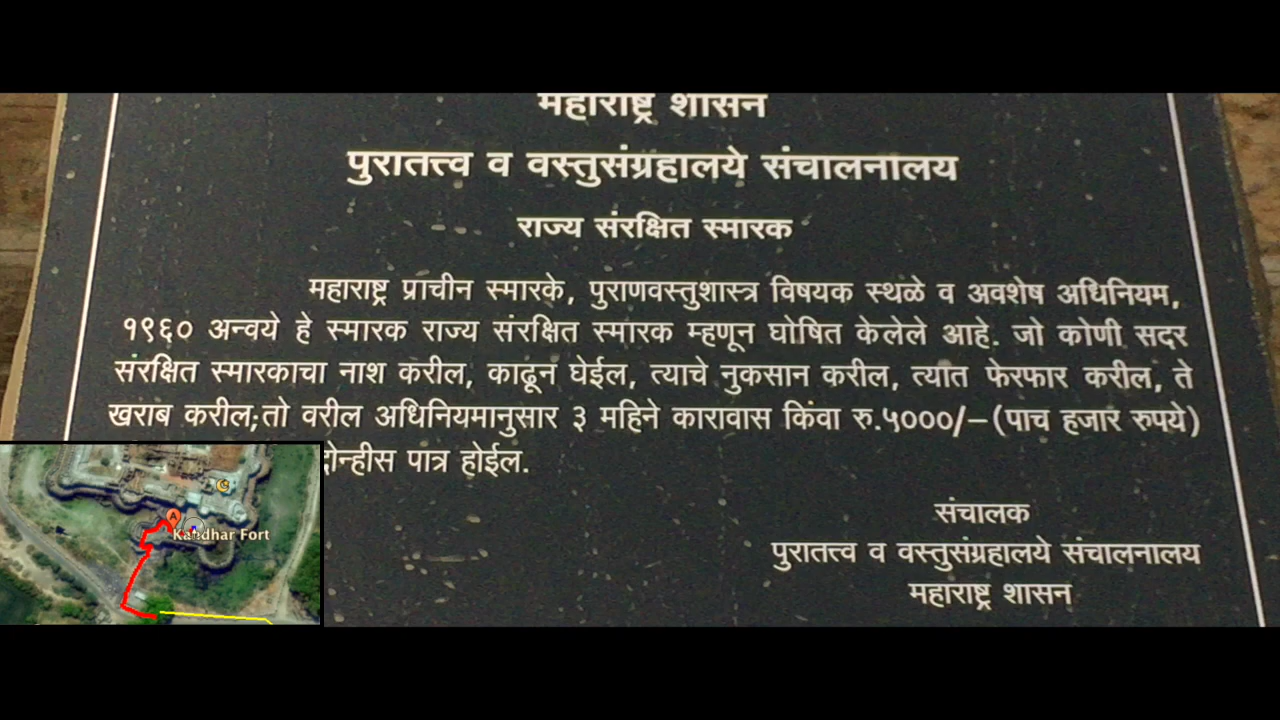 महाराष्ट्र शासन
पुरातत्त्व व वस्तुसंग्रहालये संचालनालय
राज्य संरक्षित स्मारक
महाराष्ट्र प्राचीन स्मारके, पुराणवस्तुशास्त्र विषयक स्थळे व अवशेष अधिनियम,
१९६० अन्वये हे स्मारक राज्य संरक्षित स्मारक म्हणून घोषित केलेले आहे. जो कोणी सदर
संरक्षित स्मारकाचा नाश करील, काढून घेईल, त्याचे नुकसान करील, त्यात फेरफार करील, ते
खराब करील;तो वरील अधिनियमानुसार ३ महिने कारावास किंवा रु.५०००/–(पाच हजार रुपये)
दोन्हीस पात्र होईल.
संचालक
पुरातत्त्व व वस्तुसंग्रहालये संचालनालय
महाराष्ट्र शासन
A
Kandhar Fort